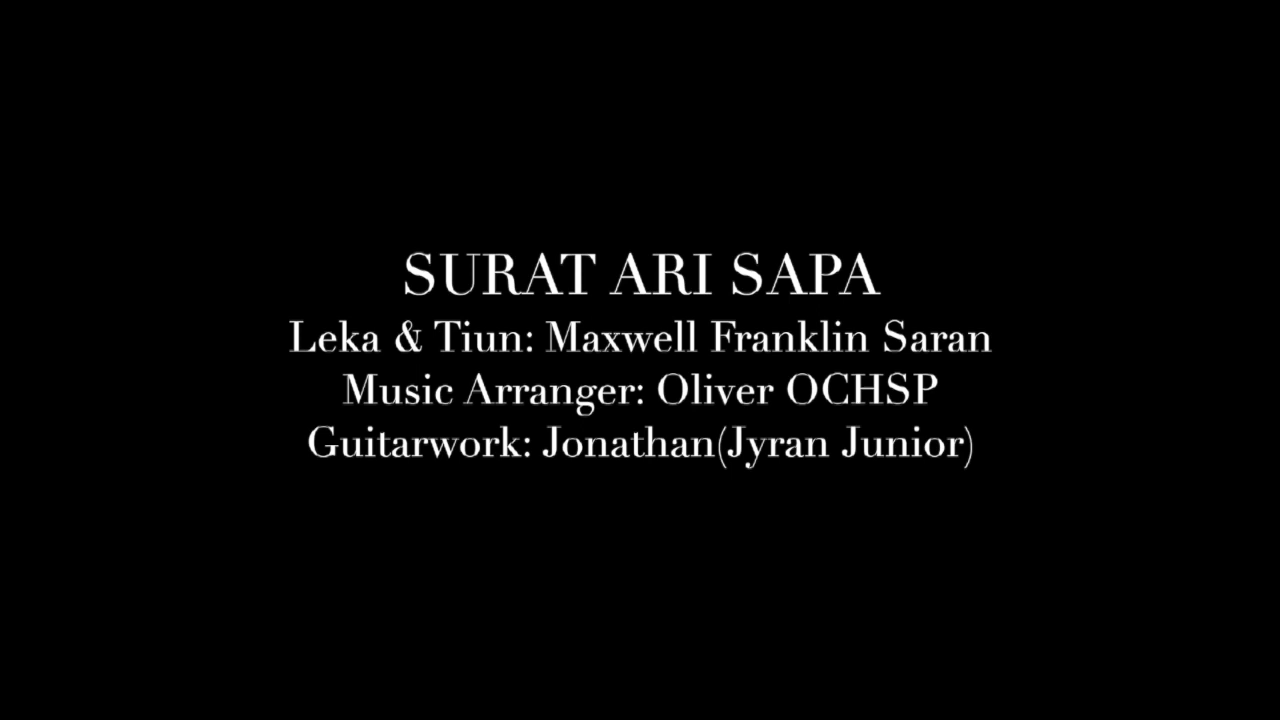 SURAT ARI SAPA
Leka & Tiun: Maxwell Franklin Saran
Music Arranger: Oliver OCHSP
Guitarwork: Jonathan(Jyran Junior)